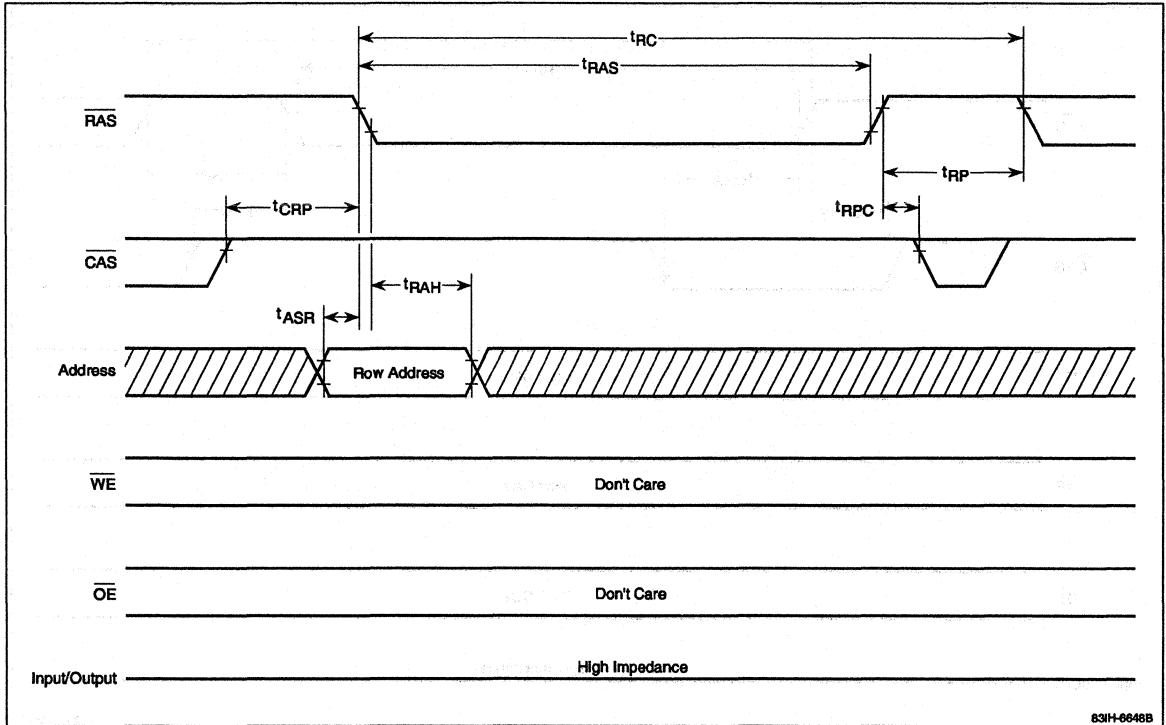 tRC
tRAS
RAS
tRP
tCRP
tRPC
CAS
tRAH
tASR
Address
Row Address
WE
Don't Care
OE
Don't Care
High Impedance
Input/Output
83IH-6648B